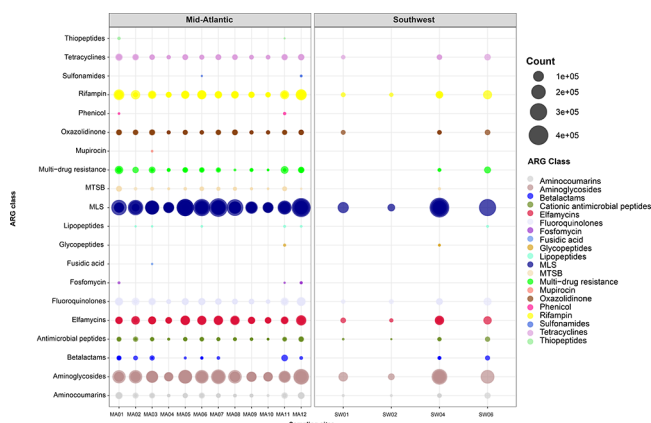 Mid-Atlantic
Southwest
ARG class
Thiopeptides
Tetracyclines
Sulfonamides
Rifampin
Phenicol
Oxazolidinone
Mupirocin
Multi-drug resistance
MTSB
MLS
Lipopeptides
Glycopeptides
Fusidic acid
Fosfomycin
Fluoroquinolones
Elfamycins
Antimicrobial peptides
Betalactams
Aminoglycosides
Aminocoumarins
MA01 MA02 MA03 MA04 MA05 MA06 MA07 MA08 MA09 MA10 MA11 MA12
SW01 SW02 SW04 SW06
Count
1e+05
2e+05
3e+05
4e+05
ARG Class
Aminocoumarins
Aminoglycosides
Betalactams
Cationic antimicrobial peptides
Elfamycins
Fluoroquinolones
Fosfomycin
Fusidic acid
Glycopeptides
Lipopeptides
MLS
MTSB
Multi-drug resistance
Mupirocin
Oxazolidinone
Phenicol
Rifampin
Sulfonamides
Tetracyclines
Thiopeptides